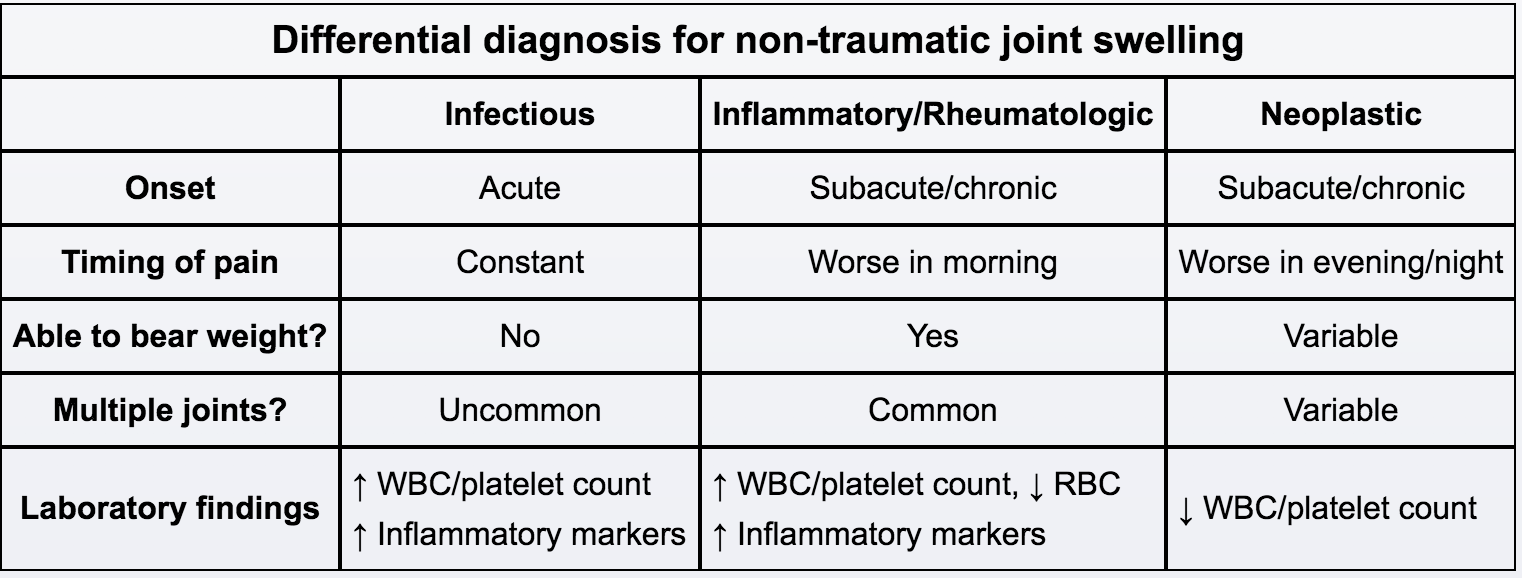 Differential diagnosis for non-traumatic joint swelling
Infectious Inflammatory/Rheumatologic Neoplastic
Onset Acute Subacute/chronic Subacute/chronic
Timing of pain Constant Worse in morning Worse in evening/night
Able to bear weight? No Yes Variable
Multiple joints? Uncommon Common Variable
Laboratory findings ↑ WBC/platelet count ↑ Inflammatory markers ↑ WBC/platelet count, ↓ RBC ↑ Inflammatory markers ↓ WBC/platelet count